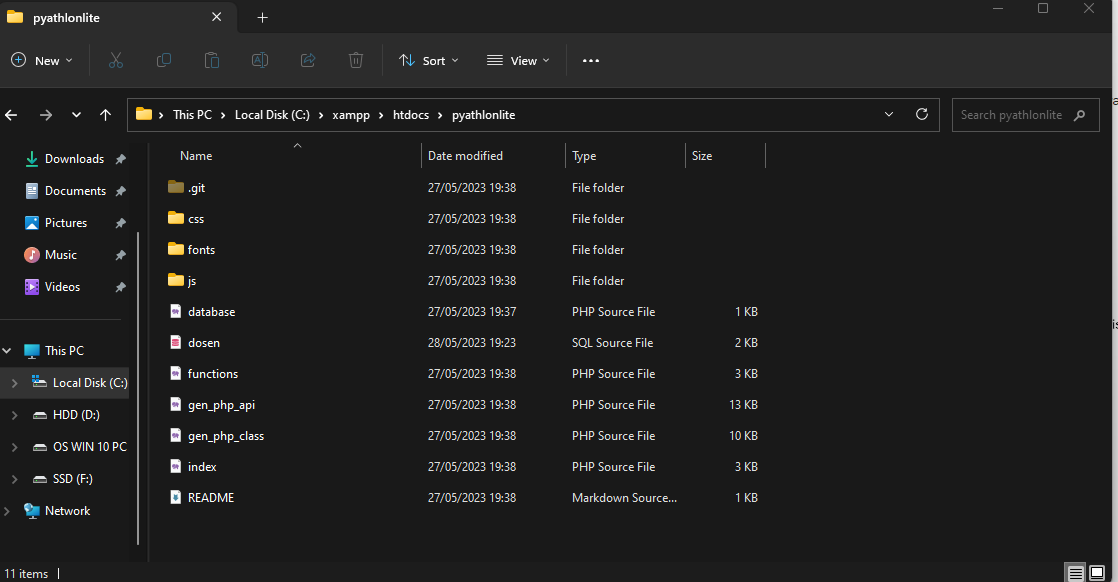 pyathlonlite
New
Sort
View
This PC
Local Disk (C:)
xampp
htdocs
pyathlonlite
Search pyathlonlite
Downloads
Documents
Pictures
Music
Videos
This PC
Local Disk (C:)
HDD (D:)
OS WIN 10 PC
SSD (F:)
Network
Name Date modified Type Size
.git 27/05/2023 19:38 File folder
css 27/05/2023 19:38 File folder
fonts 27/05/2023 19:38 File folder
js 27/05/2023 19:38 File folder
database 27/05/2023 19:37 PHP Source File 1 KB
dosen 28/05/2023 19:23 SQL Source File 2 KB
functions 27/05/2023 19:38 PHP Source File 3 KB
gen_php_api 27/05/2023 19:38 PHP Source File 13 KB
gen_php_class 27/05/2023 19:38 PHP Source File 10 KB
index 27/05/2023 19:38 PHP Source File 3 KB
README 27/05/2023 19:38 Markdown Source... 1 KB
11 items